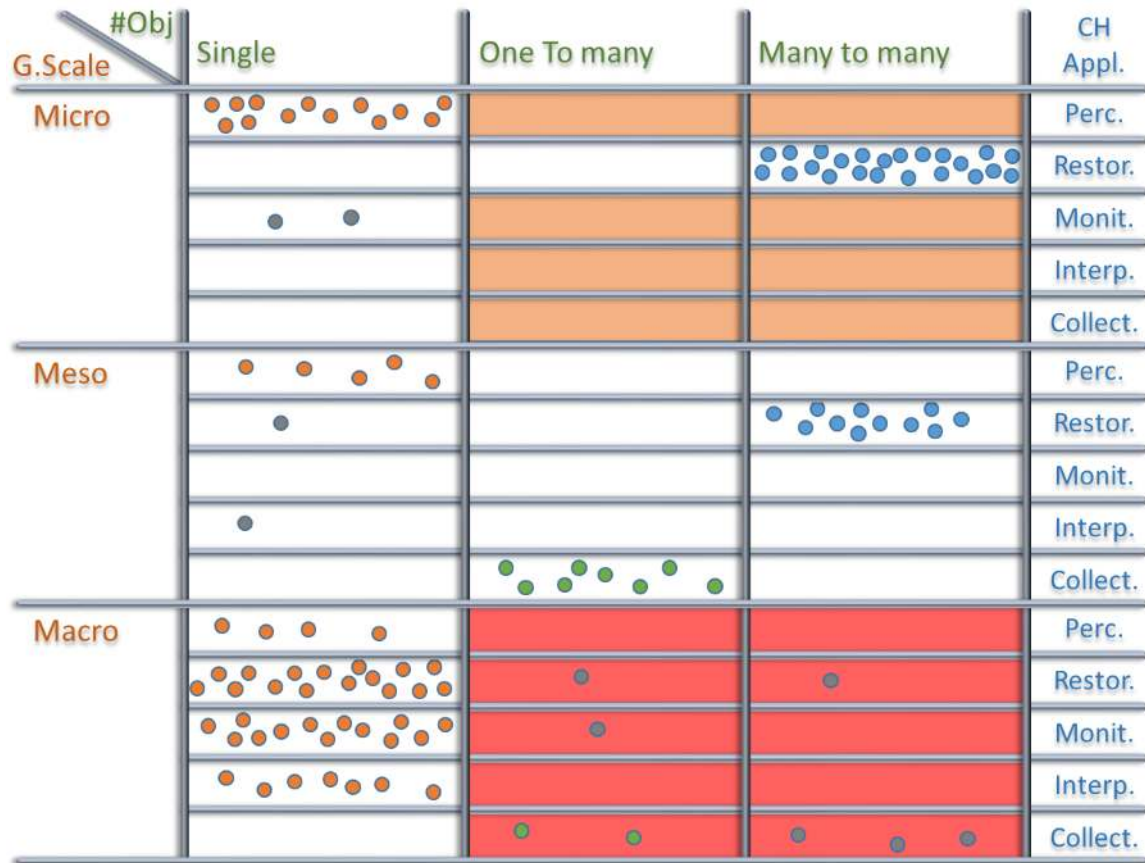 #Obj
G.Scale
Single
One To many
Many to many
CH
Appl.
Micro
Perc.
Restor.
Monit.
Interp.
Collect.
Meso
Perc.
Restor.
Monit.
Interp.
Collect.
Macro
Perc.
Restor.
Monit.
Interp.
Collect.